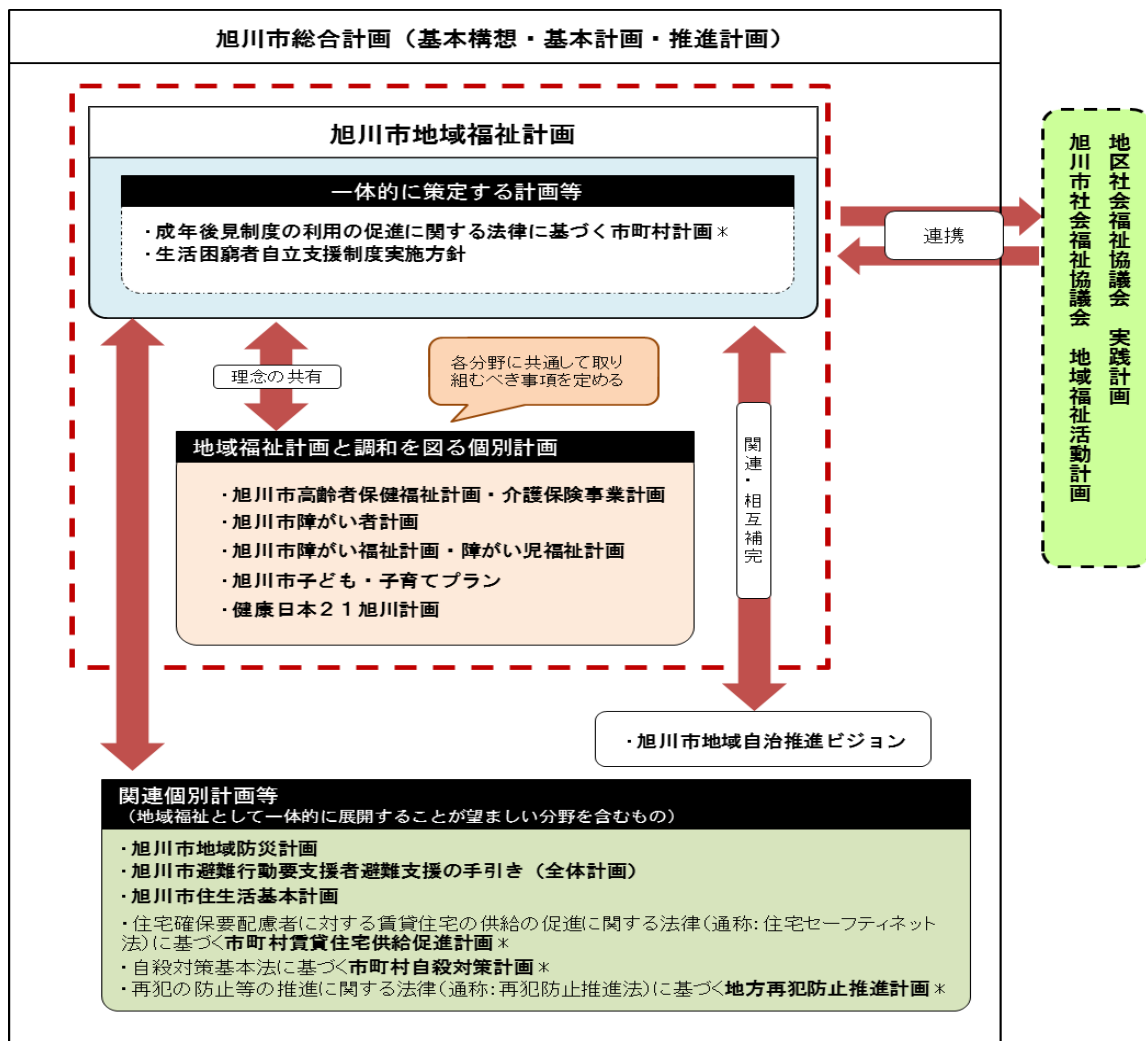 旭川市総合計画（基本構想・基本計画・推進計画）
旭川市地域福祉計画
一体的に策定する計画等
・成年後見制度の利用の促進に関する法律に基づく市町村計画＊
・生活困窮者自立支援制度実施方針
連携
地区社会福祉協議会　実践計画
旭川市社会福祉協議会　地域福祉活動計画
理念の共有
各分野に共通して取り
組むべき事項を定める
関連・相互補完
地域福祉計画と調和を図る個別計画
・旭川市高齢者保健福祉計画・介護保険事業計画
・旭川市障がい者計画
・旭川市障がい福祉計画・障がい児福祉計画
・旭川市子ども・子育てプラン
・健康日本２１旭川計画
・旭川市地域自治推進ビジョン
関連個別計画等
（地域福祉として一体的に展開することが望ましい分野を含むもの）
・旭川市地域防災計画
・旭川市避難行動要支援者避難支援の手引き（全体計画）
・旭川市住生活基本計画
・住宅確保要配慮者に対する賃貸住宅の供給の促進に関する法律（通称：住宅セーフティネット
法）に基づく市町村賃貸住宅供給促進計画＊
・自殺対策基本法に基づく市町村自殺対策計画＊
・再犯の防止等の推進に関する法律（通称：再犯防止推進法）に基づく地方再犯防止推進計画＊